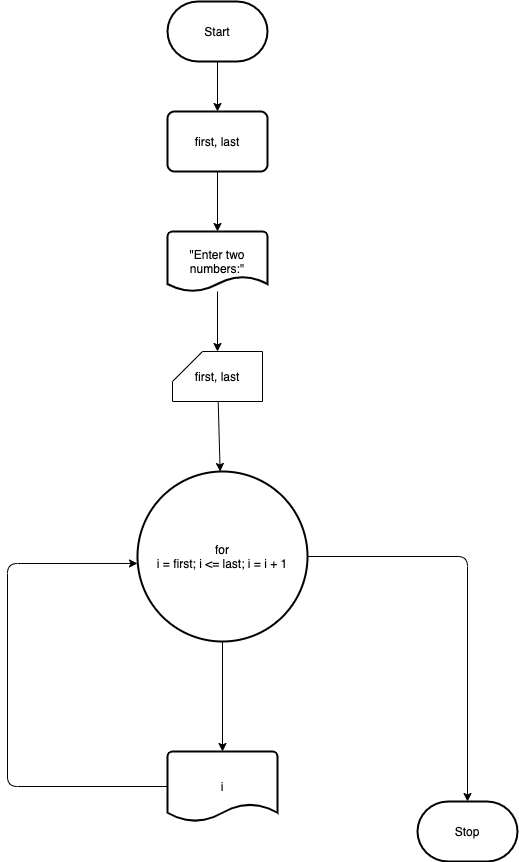 Start
first, last
"Enter two
numbers:"
first, last
for
i = first; i <= last; i = i + 1
i
Stop